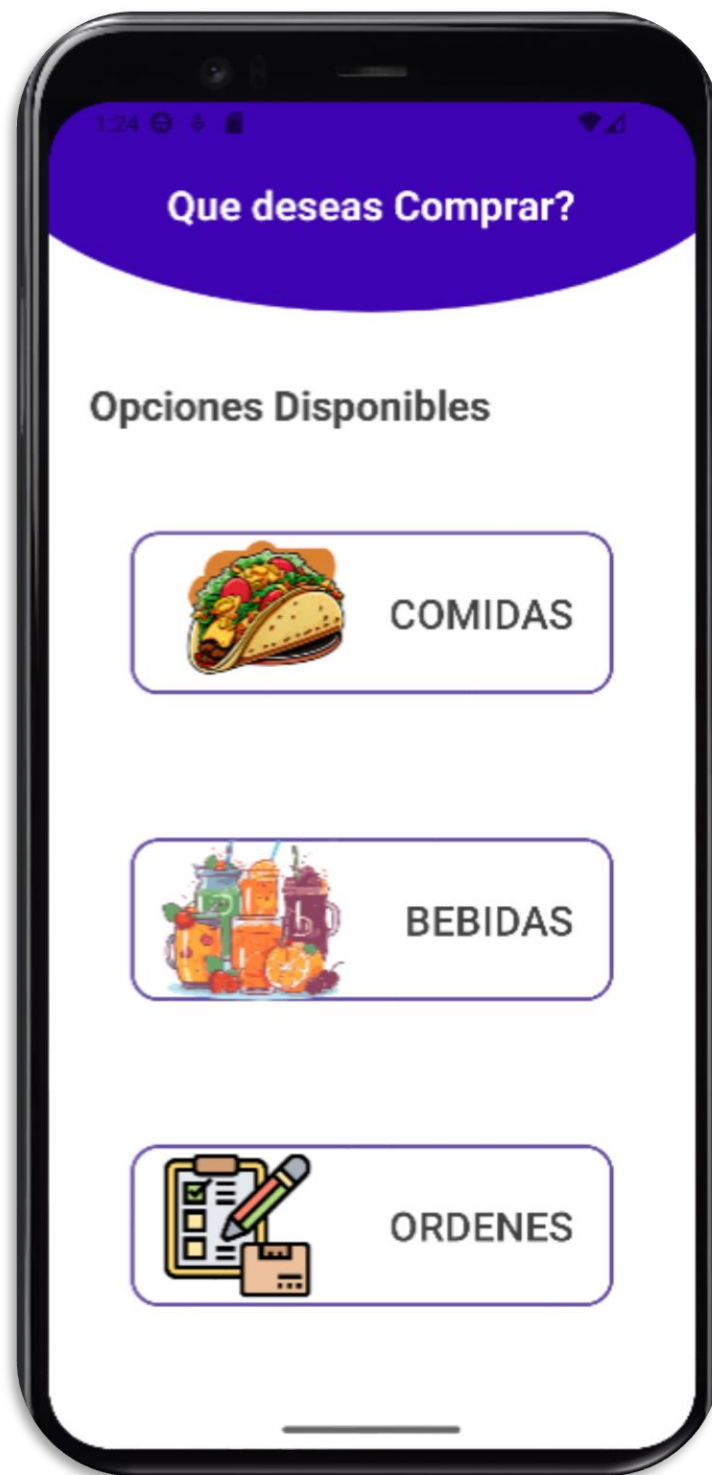 1:24
Que deseas Comprar?
Opciones Disponibles
COMIDAS
BEBIDAS
ORDENES